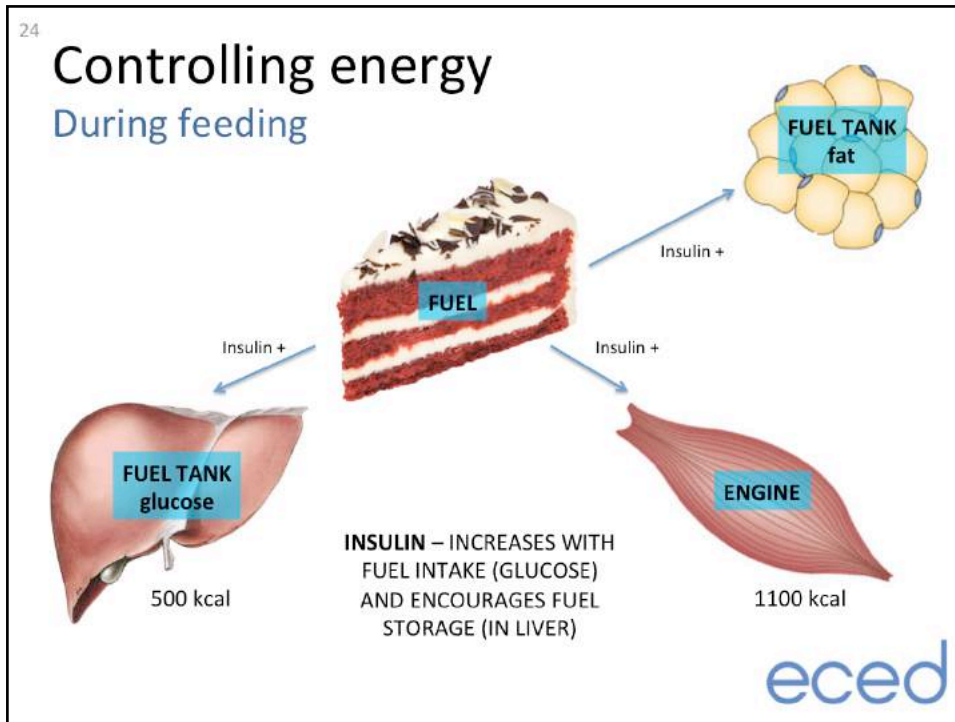 24
Controlling energy
During feeding
FUEL TANK
fat
Insulin +
FUEL
Insulin +
Insulin +
FUEL TANK
glucose
ENGINE
INSULIN – INCREASES WITH
FUEL INTAKE (GLUCOSE)
AND ENCOURAGES FUEL
STORAGE (IN LIVER)
500 kcal
1100 kcal
eced